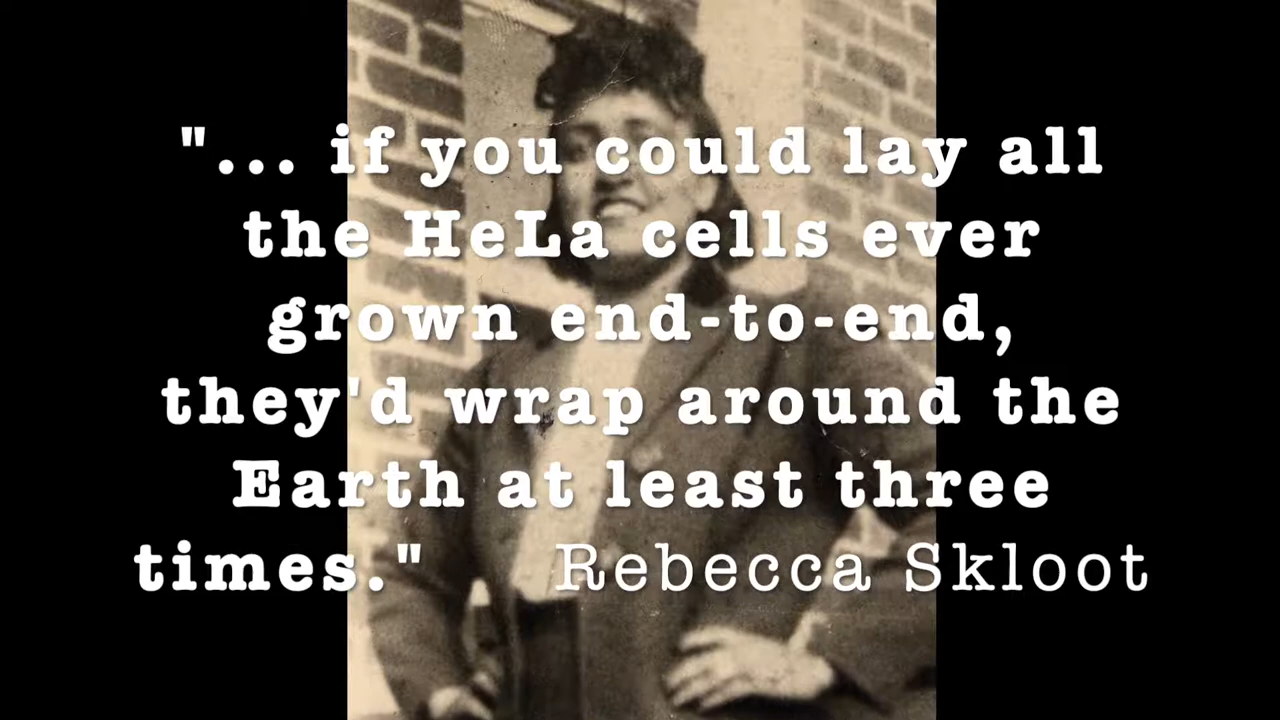 "... if you could lay all
the HeLa cells ever
grown end-to-end,
they'd wrap around the
Earth at least three
times."    Rebecca Skloot